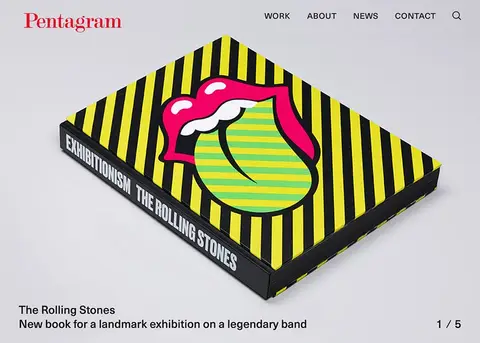 Pentagram
WORK ABOUT NEWS CONTACT
EXHIBITIONISM THE ROLLING STONES
The Rolling Stones
New book for a landmark exhibition on a legendary band
1 / 5